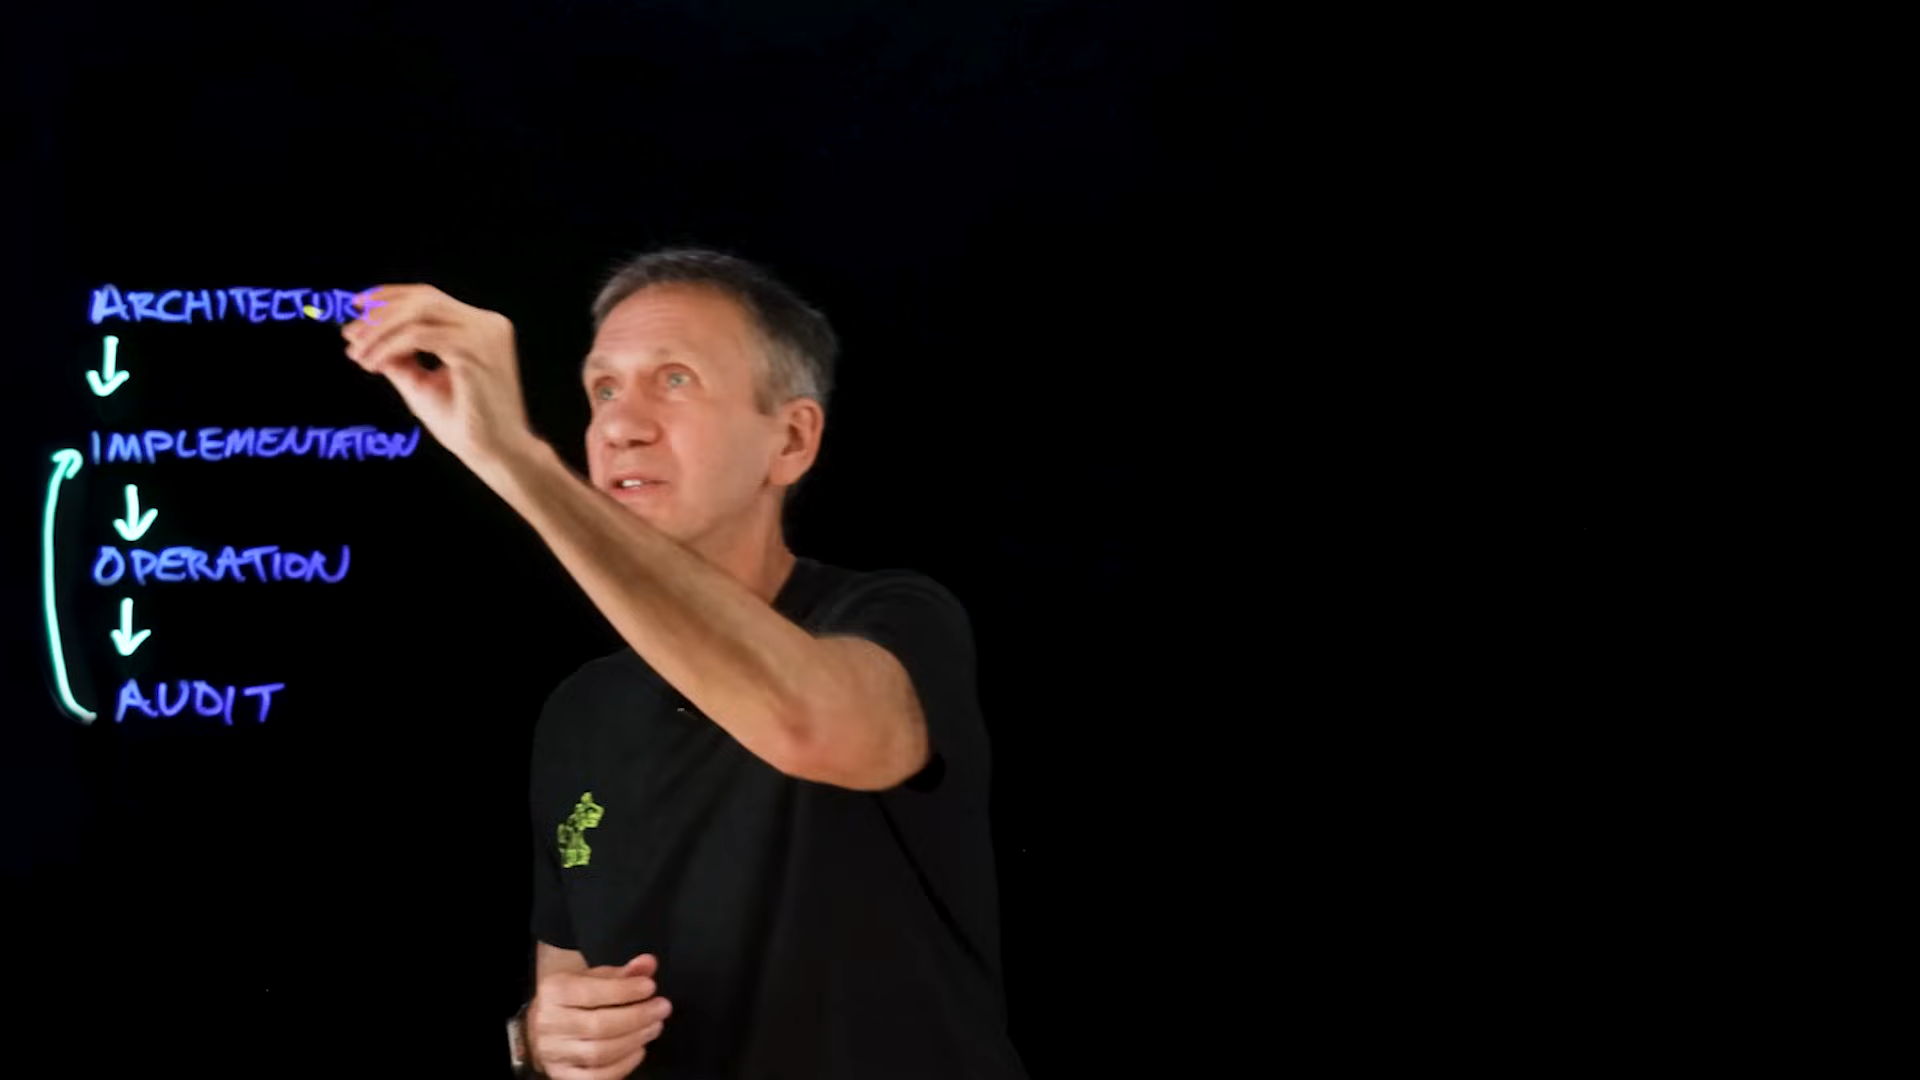 ARCHITECTURE
↓
IMPLEMENTATION
↓
OPERATION
↓
AUDIT